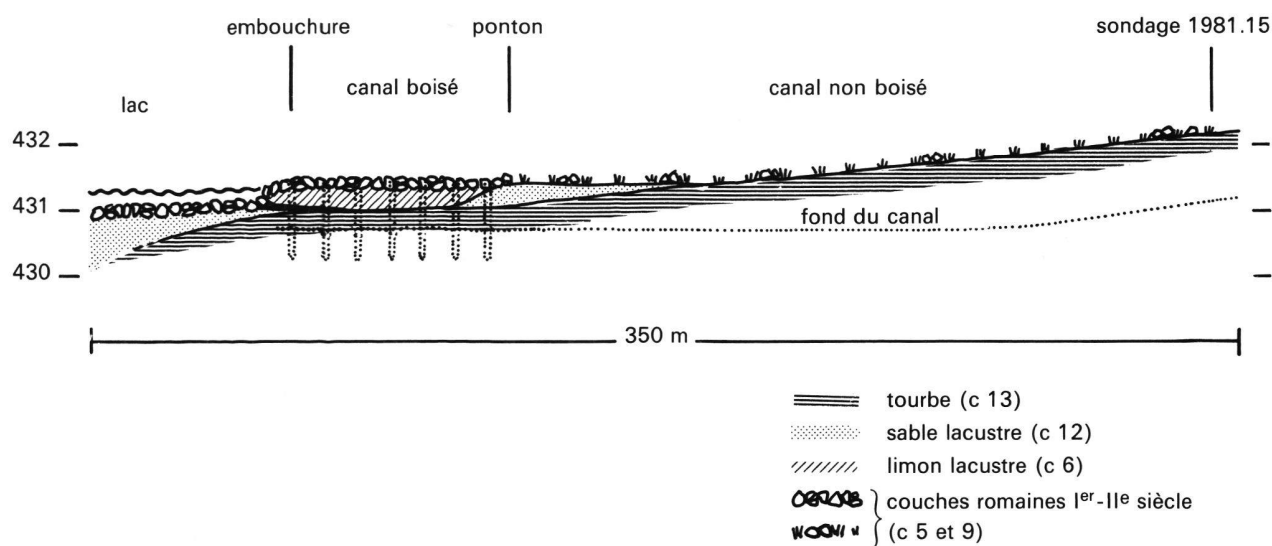 embouchure ponton sondage 1981.15
lac canal boisé canal non boisé
432
431
fond du canal
430
350 m
tourbe (c 13)
sable lacustre (c 12)
limon lacustre (c 6)
couches romaines Ier-IIe siècle
(c 5 et 9)